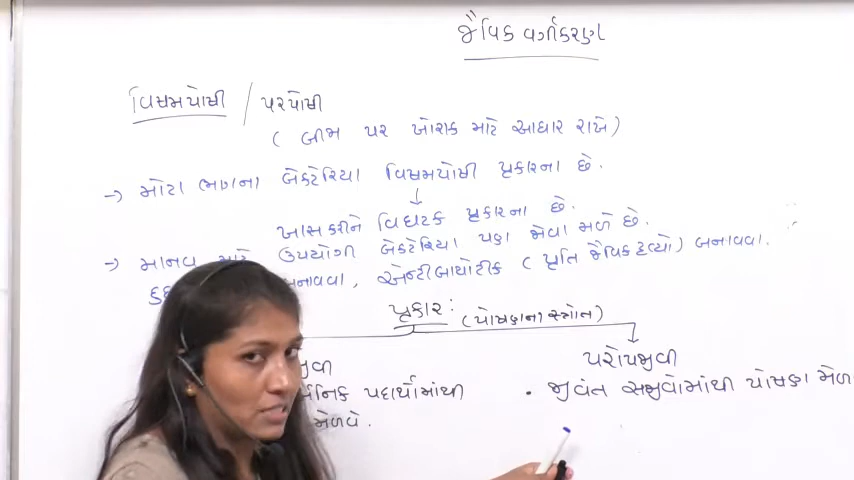 જૈવિક વર્ગીકરણ
વિષમપોષી / પરપોષી
( બીજા પર ખોરાક માટે આધાર રાખે )
→ મોટા ભાગના બેક્ટેરિયા વિષમપોષી પ્રકારના છે.
↓
ખાસ કરીને વિઘટક પ્રકારના છે.
→ માનવ માટે ઉપયોગી બેક્ટેરિયા પણ જોવા મળે છે.
બનાવવા, એન્ટીબાયોટીક ( પ્રતિ જૈવિક દ્રવ્યો ) બનાવવા.
પ્રકાર : (પોષણના સ્ત્રોત)
પરોપજીવી
પદાર્થોમાંથી
• જીવંત સજીવોમાંથી પોષણ
મેળવે.